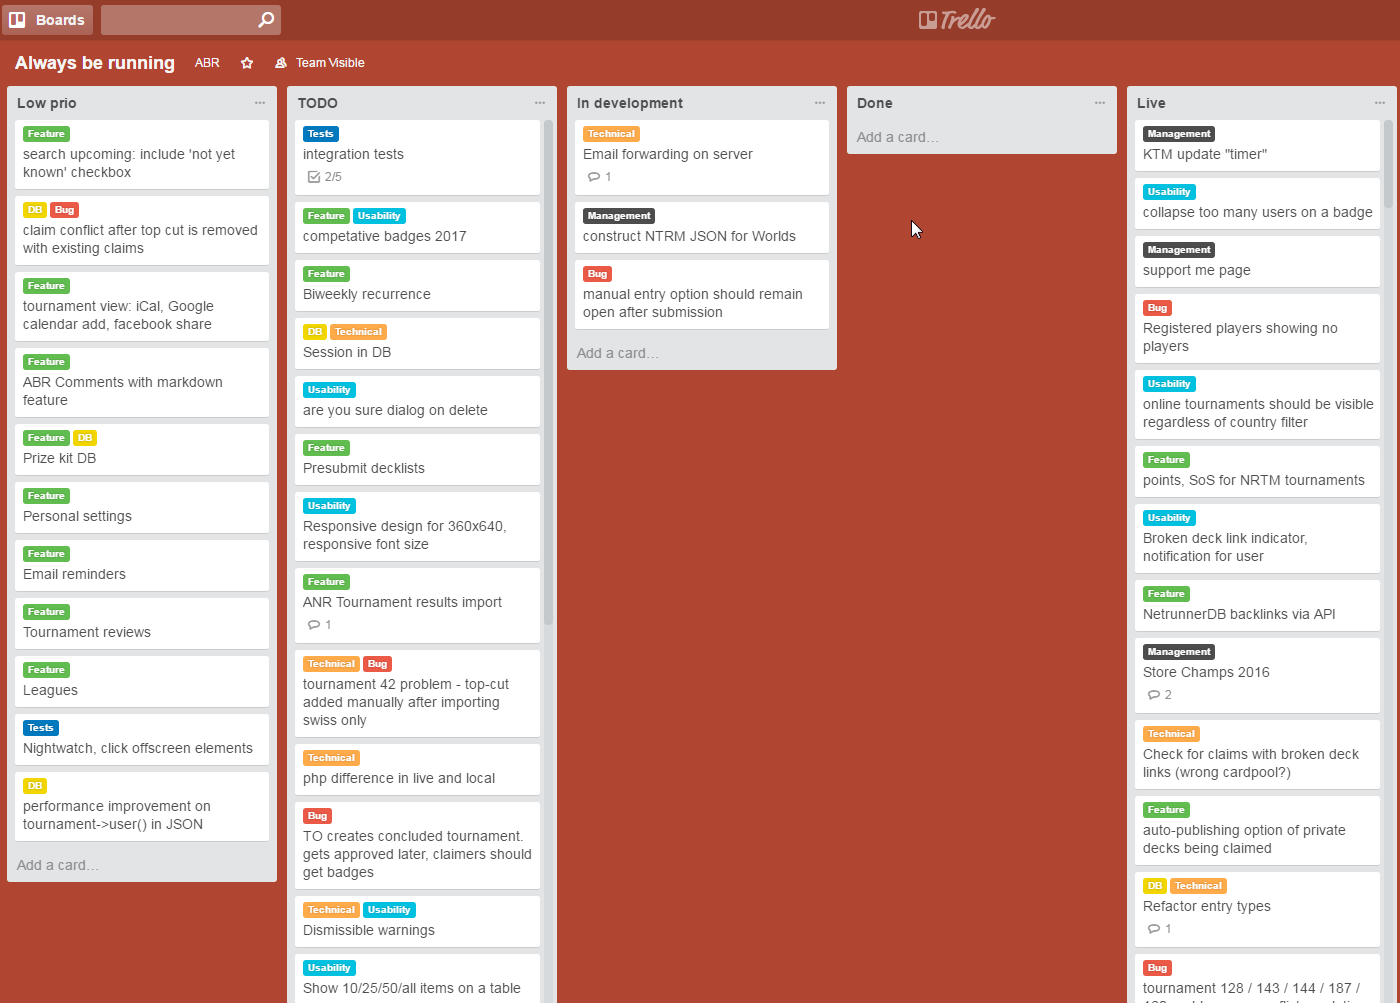 Boards
Trello
Always be running ABR Team Visible
Low prio
Feature
search upcoming: include 'not yet
known' checkbox
DB Bug
claim conflict after top cut is removed
with existing claims
Feature
tournament view: iCal, Google
calendar add, facebook share
Feature
ABR Comments with markdown
feature
Feature DB
Prize kit DB
Feature
Personal settings
Feature
Email reminders
Feature
Tournament reviews
Feature
Leagues
Tests
Nightwatch, click offscreen elements
DB
performance improvement on
tournament->user() in JSON
Add a card...
TODO
Tests
integration tests
2/5
Feature Usability
competative badges 2017
Feature
Biweekly recurrence
DB Technical
Session in DB
Usability
are you sure dialog on delete
Feature
Presubmit decklists
Usability
Responsive design for 360x640,
responsive font size
Feature
ANR Tournament results import
1
Technical Bug
tournament 42 problem - top-cut
added manually after importing
swiss only
Technical
php difference in live and local
Bug
TO creates concluded tournament.
gets approved later, claimers should
get badges
Technical Usability
Dismissible warnings
Usability
Show 10/25/50/all items on a table
In development
Technical
Email forwarding on server
1
Management
construct NTRM JSON for Worlds
Bug
manual entry option should remain
open after submission
Add a card...
Done
Add a card...
Live
Management
KTM update "timer"
Usability
collapse too many users on a badge
Management
support me page
Bug
Registered players showing no
players
Usability
online tournaments should be visible
regardless of country filter
Feature
points, SoS for NRTM tournaments
Usability
Broken deck link indicator,
notification for user
Feature
NetrunnerDB backlinks via API
Management
Store Champs 2016
2
Technical
Check for claims with broken deck
links (wrong cardpool?)
Feature
auto-publishing option of private
decks being claimed
DB Technical
Refactor entry types
1
Bug
tournament 128 / 143 / 144 / 187 /